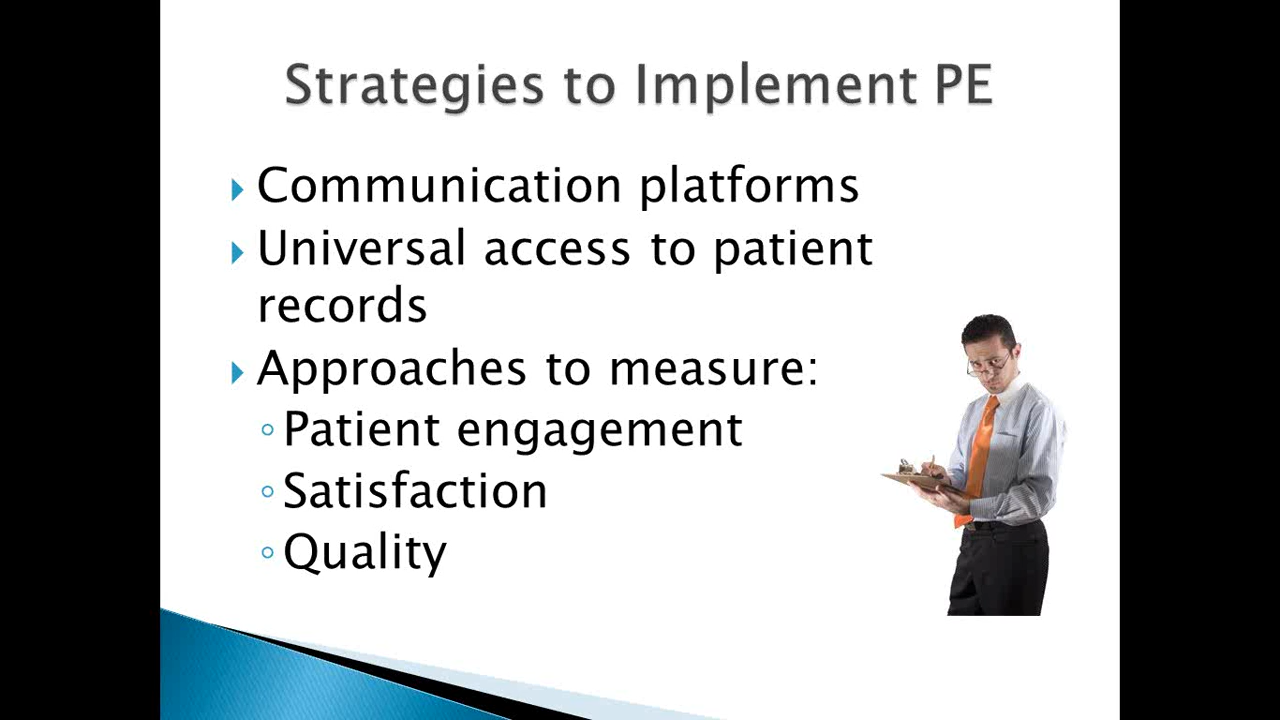 Strategies to Implement PE
Communication platforms
Universal access to patient
records
Approaches to measure:
Patient engagement
Satisfaction
Quality